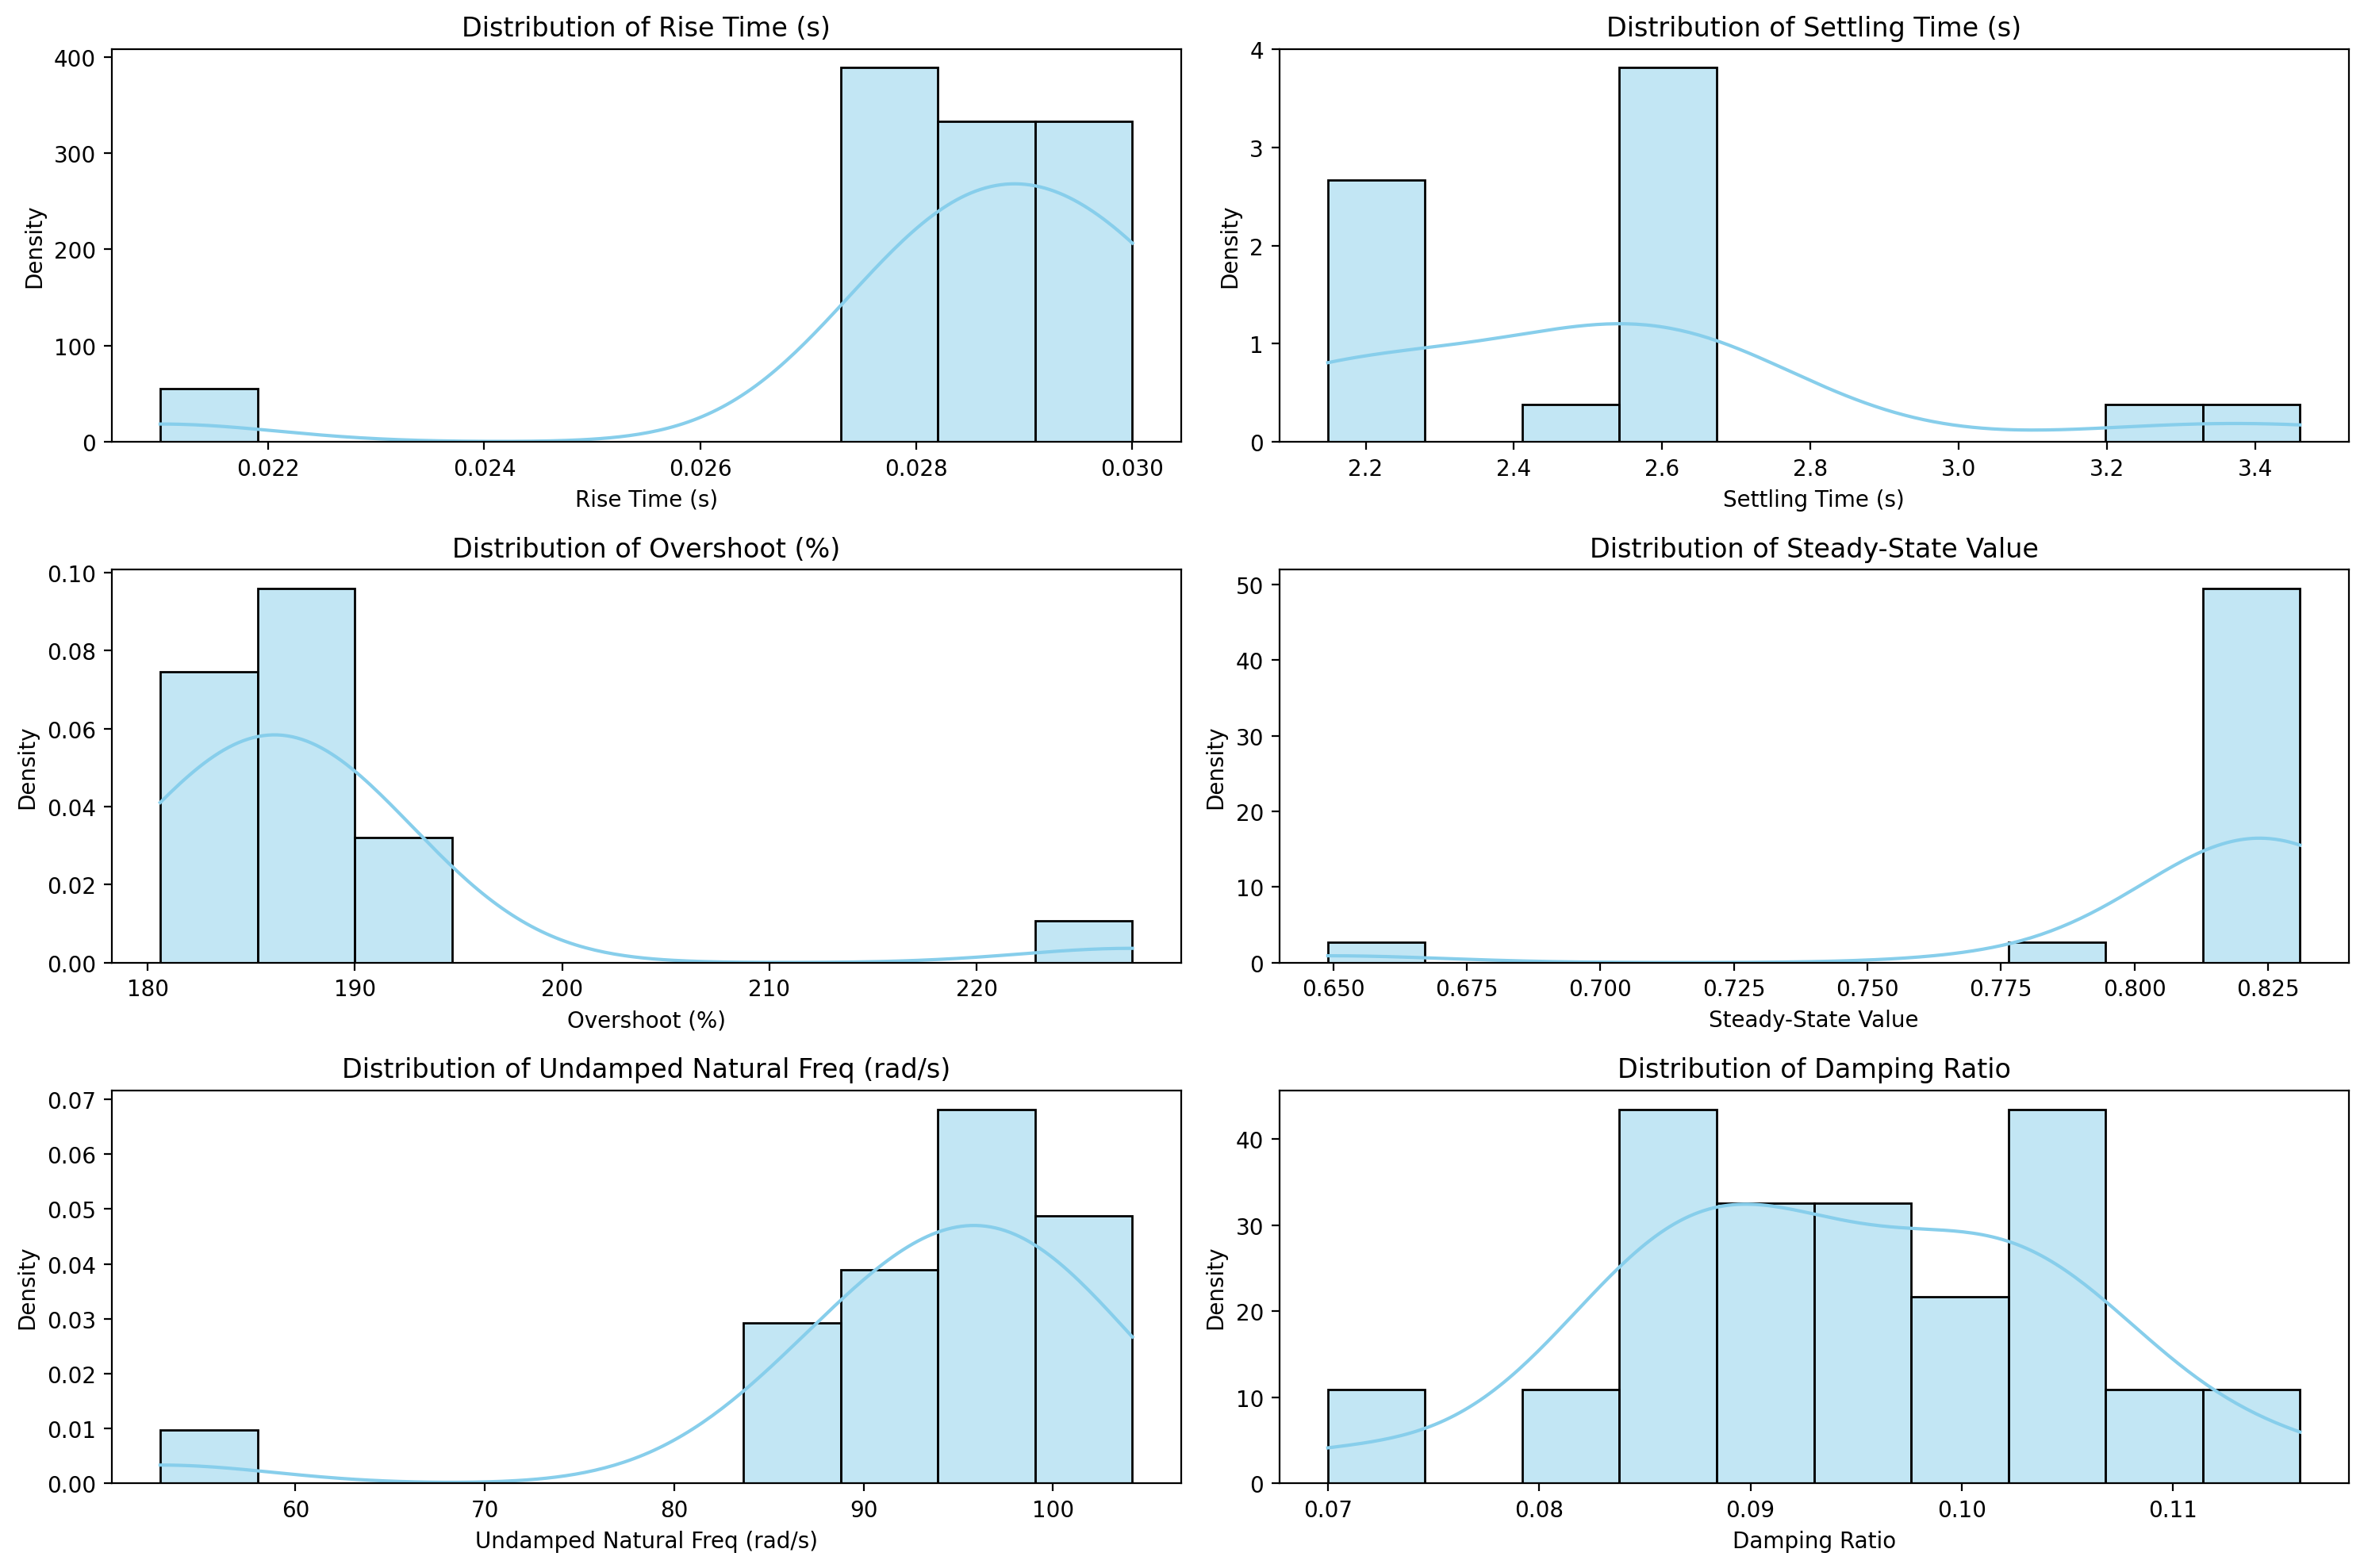 Distribution of Rise Time (s)
400
300
200
100
0
Density
0.022 0.024 0.026 0.028 0.030
Rise Time (s)
Distribution of Settling Time (s)
4
3
2
1
0
Density
2.2 2.4 2.6 2.8 3.0 3.2 3.4
Settling Time (s)
Distribution of Overshoot (%)
0.10
0.08
0.06
0.04
0.02
0.00
Density
180 190 200 210 220
Overshoot (%)
Distribution of Steady-State Value
50
40
30
20
10
0
Density
0.650 0.675 0.700 0.725 0.750 0.775 0.800 0.825
Steady-State Value
Distribution of Undamped Natural Freq (rad/s)
0.07
0.06
0.05
0.04
0.03
0.02
0.01
0.00
Density
60 70 80 90 100
Undamped Natural Freq (rad/s)
Distribution of Damping Ratio
40
30
20
10
0
Density
0.07 0.08 0.09 0.10 0.11
Damping Ratio